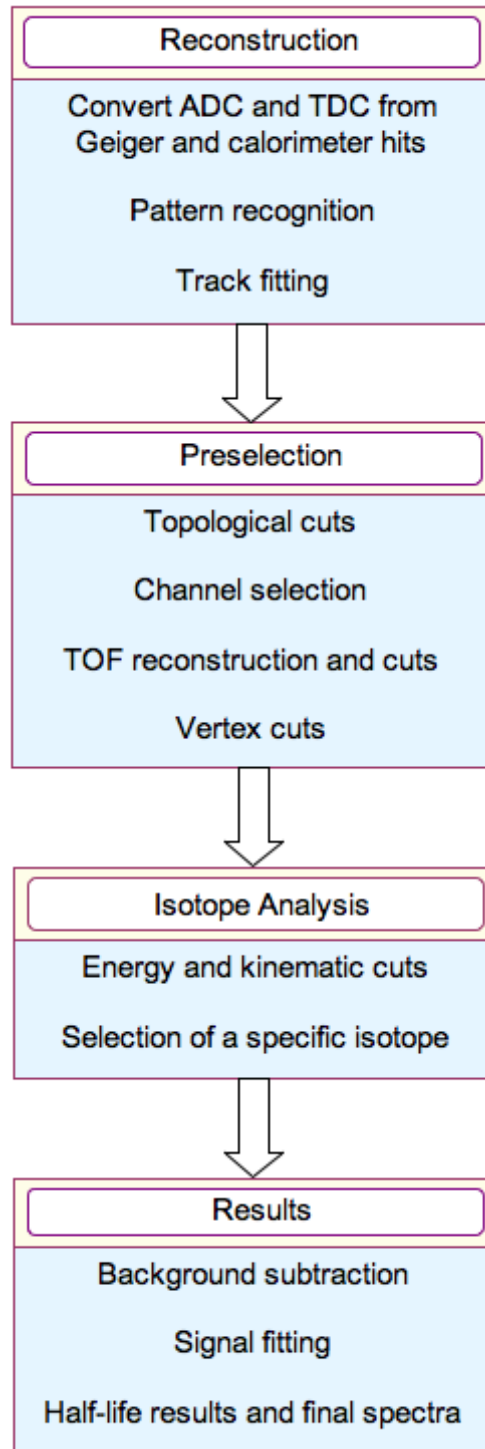 Reconstruction
Convert ADC and TDC from
Geiger and calorimeter hits
Pattern recognition
Track fitting
Preselection
Topological cuts
Channel selection
TOF reconstruction and cuts
Vertex cuts
Isotope Analysis
Energy and kinematic cuts
Selection of a specific isotope
Results
Background subtraction
Signal fitting
Half-life results and final spectra